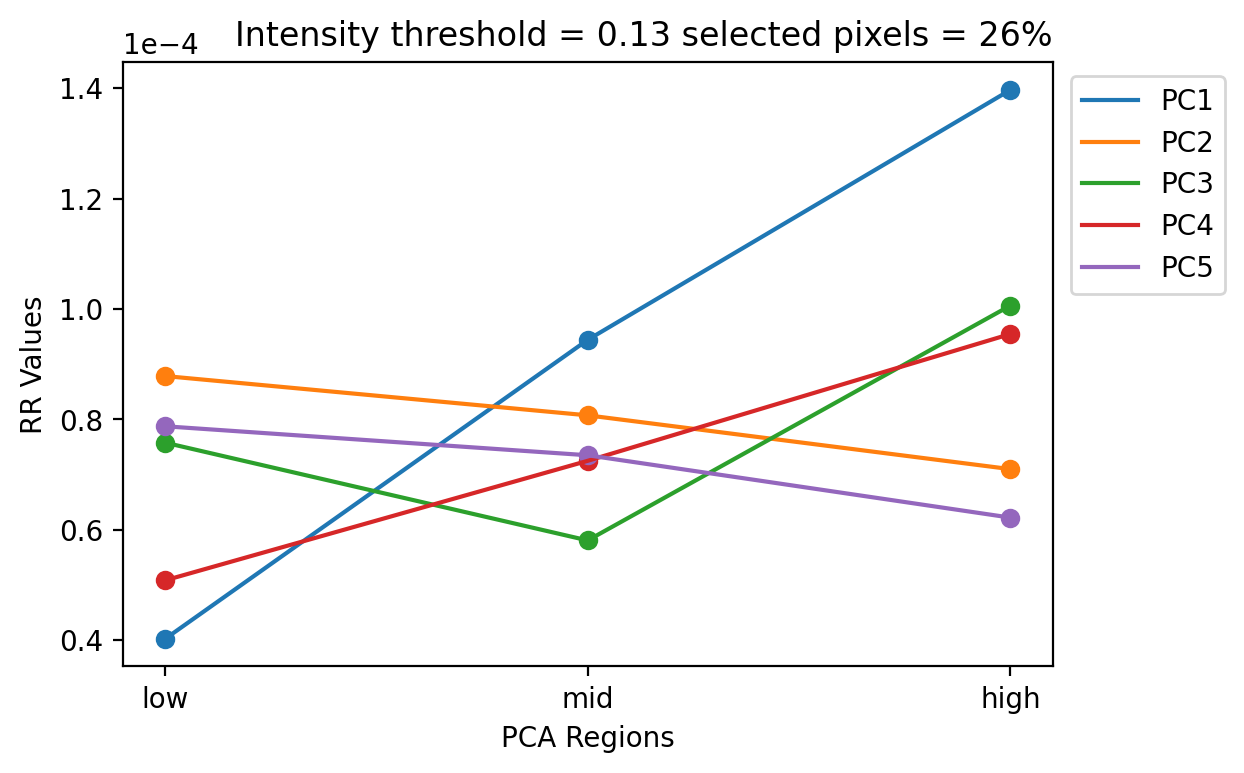 Intensity threshold = 0.13 selected pixels = 26%
1e−4
1.4
1.2
1.0
0.8
0.6
0.4
RR Values
low
mid
high
PCA Regions
PC1
PC2
PC3
PC4
PC5